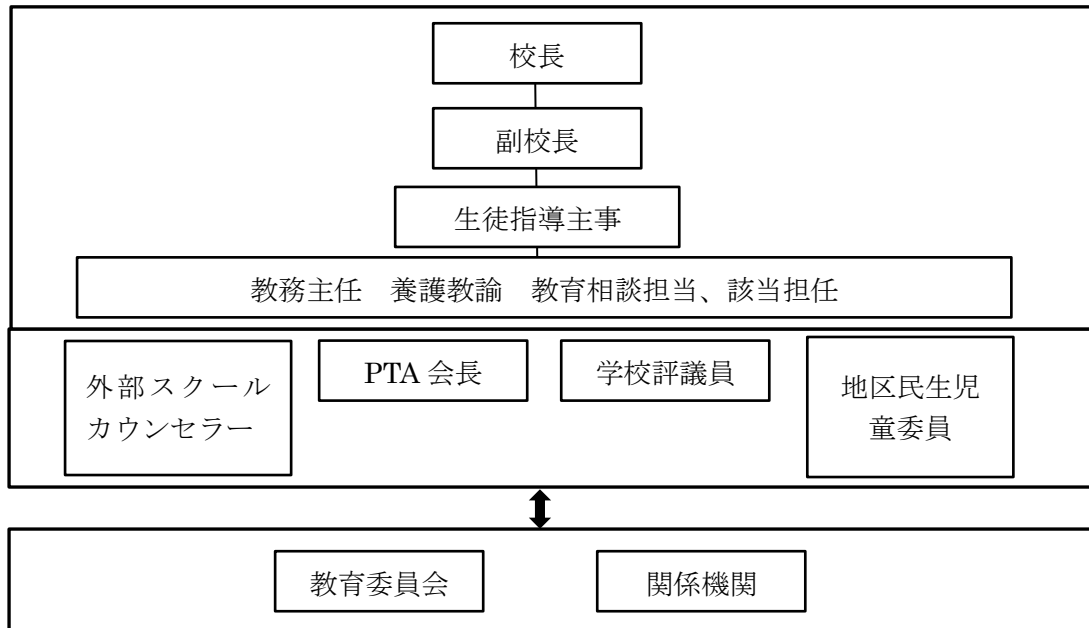 校長
副校長
生徒指導主事
教務主任　養護教諭　教育相談担当、該当担任
外部スクール
カウンセラー
PTA 会長
学校評議員
地区民生児
童委員
教育委員会
関係機関